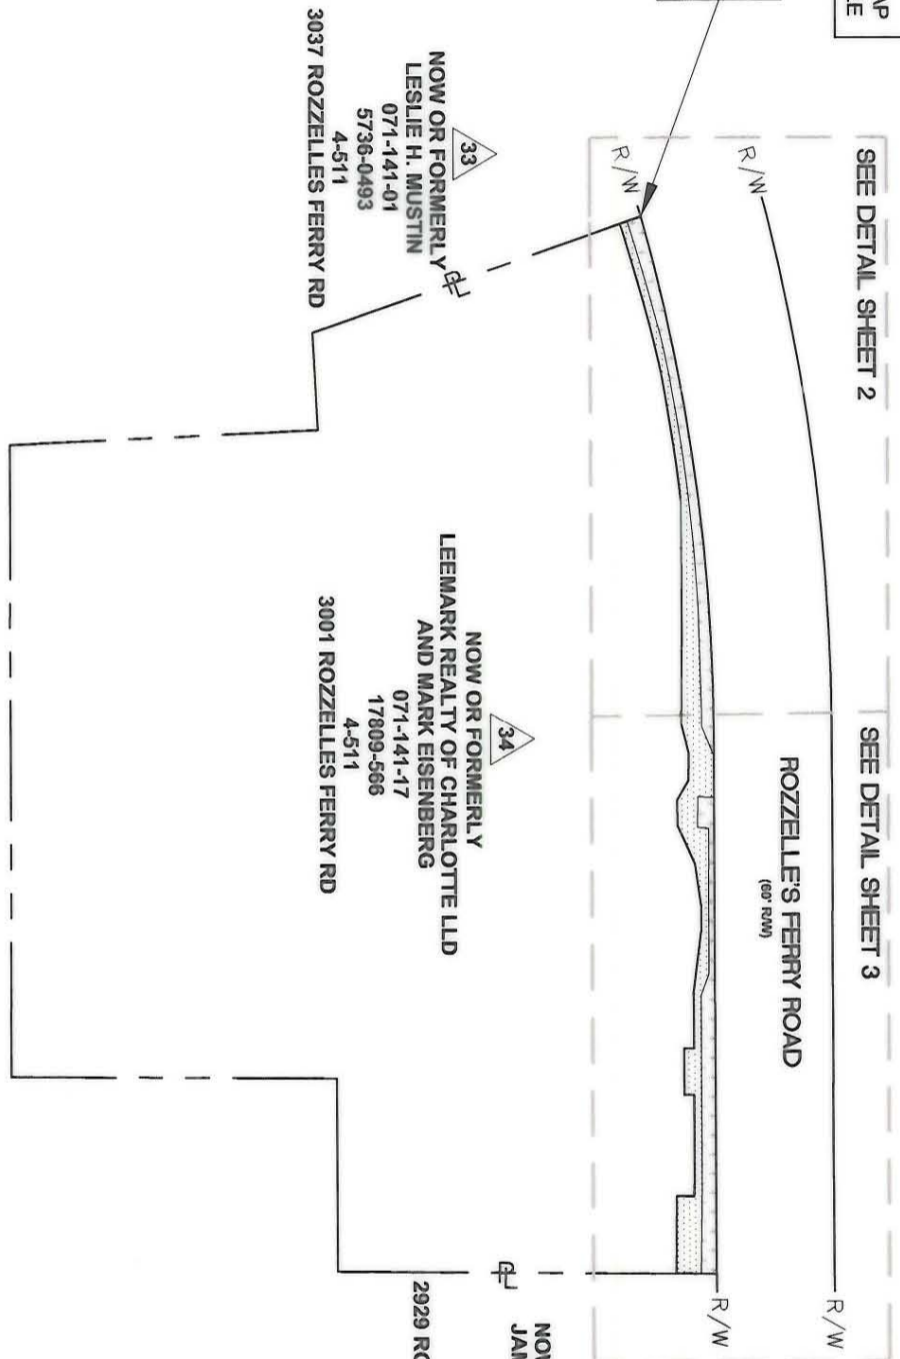 AP
LE
SEE DETAIL SHEET 2
SEE DETAIL SHEET 3
R/W
R/W
R/W
R/W
ROZZELLE'S FERRY ROAD
(60' R/W)
33
NOW OR FORMERLY
LESLIE H. MUSTIN
071-141-01
5736-0493
4-511
3037 ROZZELLES FERRY RD
34
NOW OR FORMERLY
LEEMARK REALTY OF CHARLOTTE LLD
AND MARK EISENBERG
071-141-17
17809-566
4-511
3001 ROZZELLES FERRY RD
NOW
JAM
2929 RO